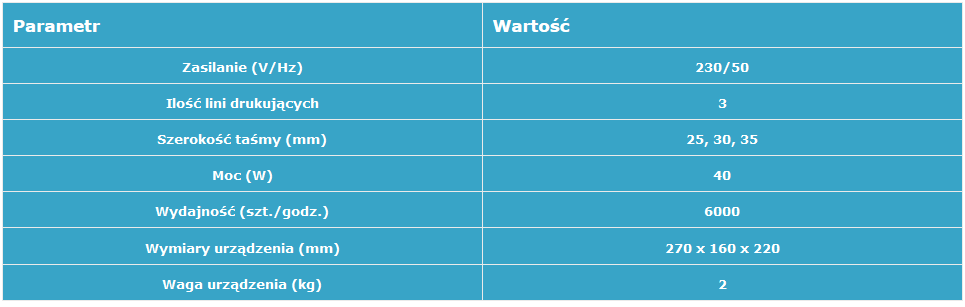 Parametr Wartość
Zasilanie (V/Hz) 230/50
Ilość lini drukujących 3
Szerokość taśmy (mm) 25, 30, 35
Moc (W) 40
Wydajność (szt./godz.) 6000
Wymiary urządzenia (mm) 270 x 160 x 220
Waga urządzenia (kg) 2